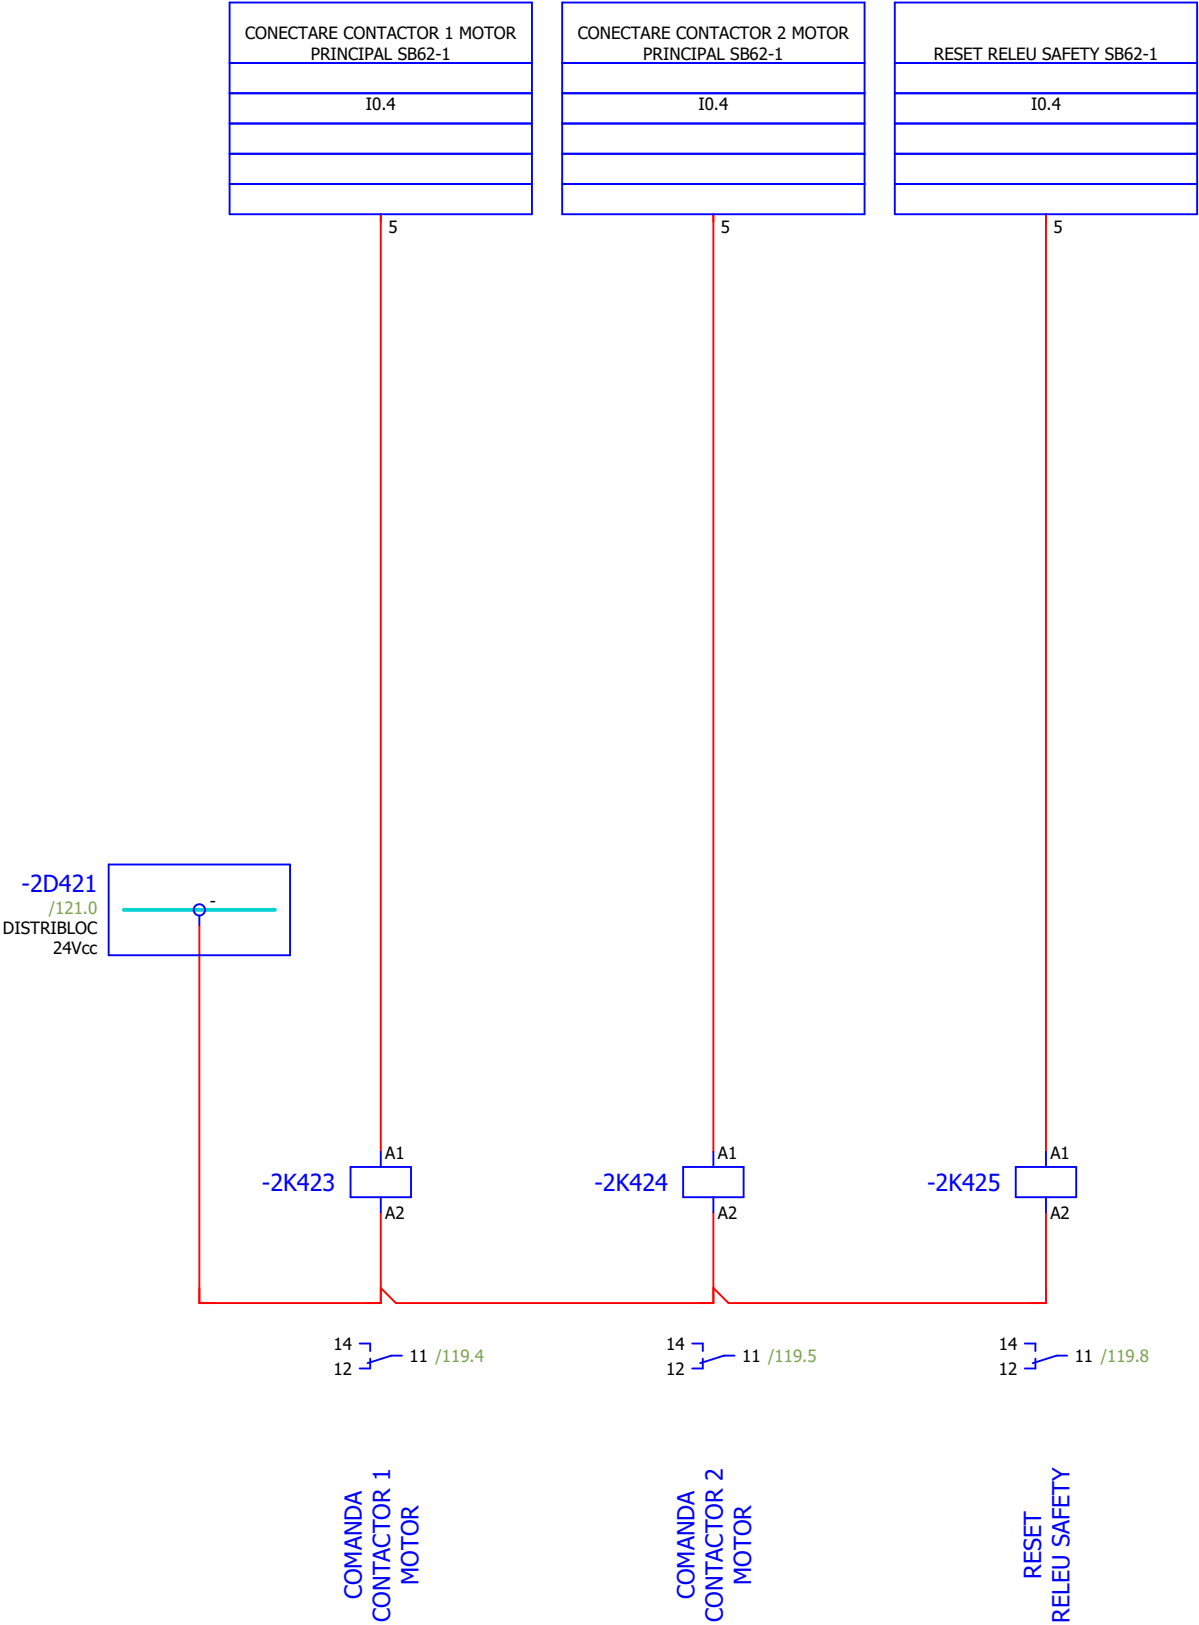 CONECTARE CONTACTOR 1 MOTOR
PRINCIPAL SB62-1
I0.4
5
CONECTARE CONTACTOR 2 MOTOR
PRINCIPAL SB62-1
I0.4
5
RESET RELEU SAFETY SB62-1
I0.4
5
-2D421
/121.0
DISTRIBLOC
24Vcc
-
A1
-2K423
A2
A1
-2K424
A2
A1
-2K425
A2
14
12
11 /119.4
14
12
11 /119.5
14
12
11 /119.8
COMANDA
CONTACTOR 1
MOTOR
COMANDA
CONTACTOR 2
MOTOR
RESET
RELEU SAFETY